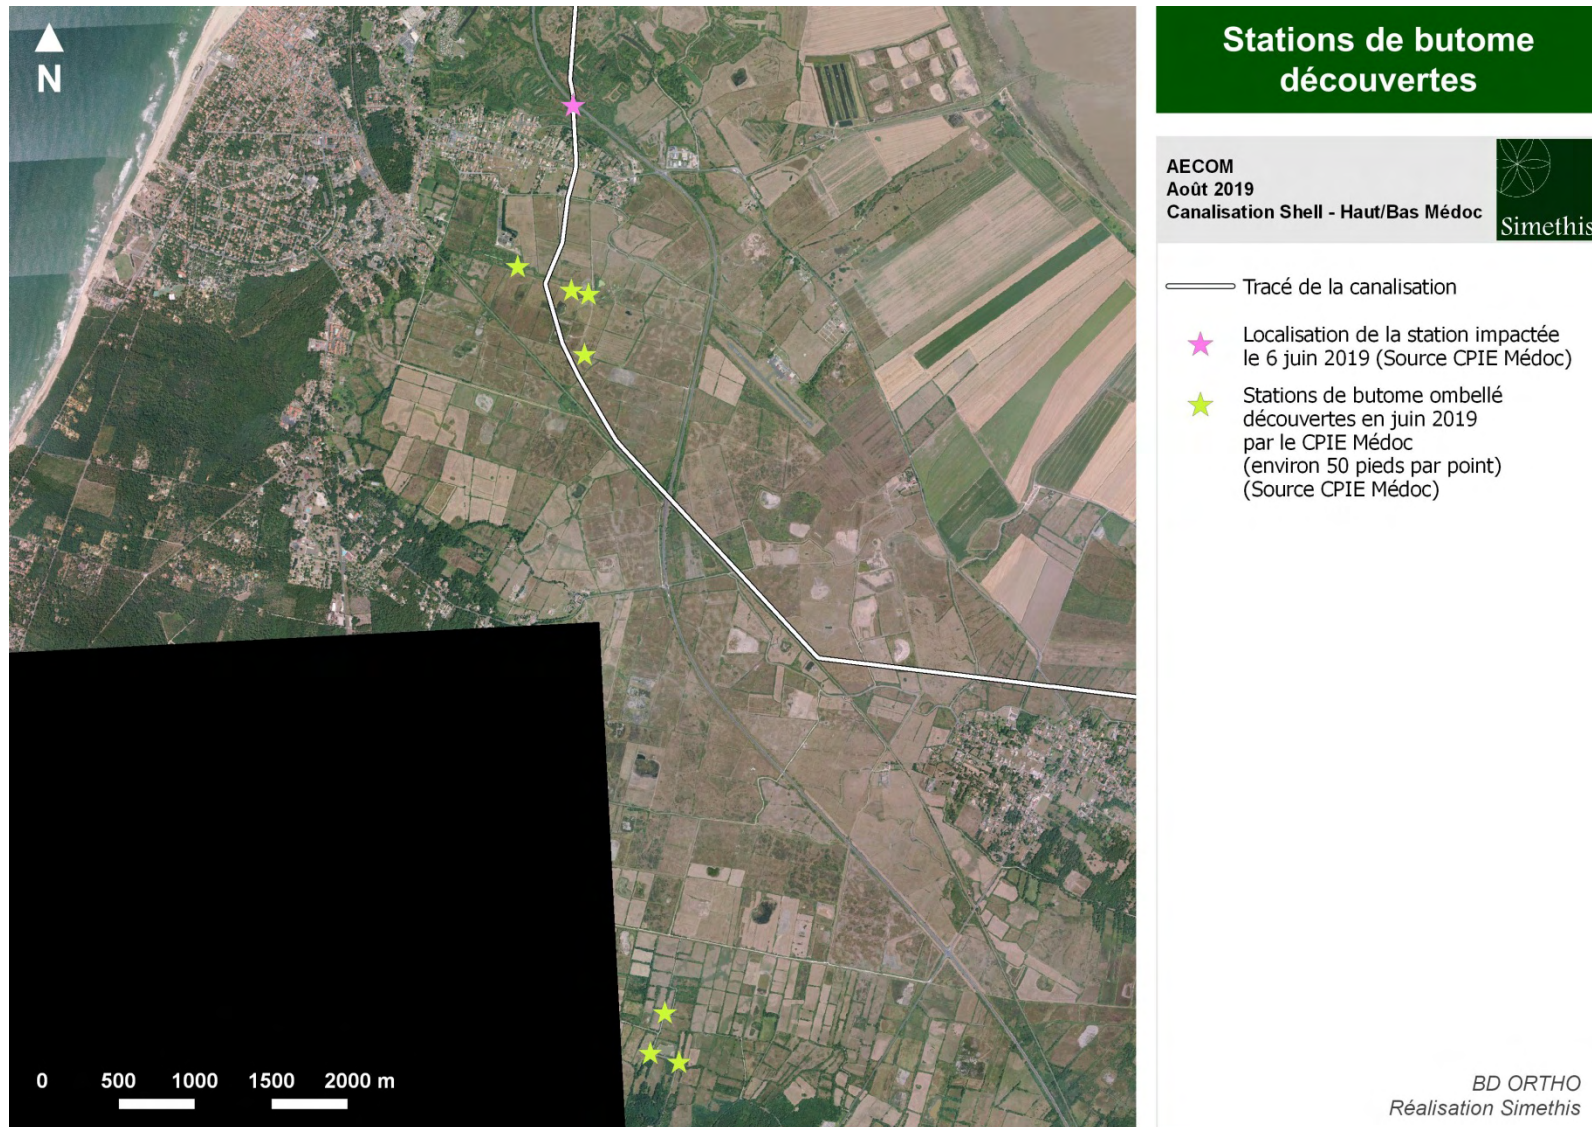 N
Stations de butome
découvertes
AECOM
Août 2019
Canalisation Shell - Haut/Bas Médoc
Simethis
Tracé de la canalisation
Localisation de la station impactée
le 6 juin 2019 (Source CPIE Médoc)
Stations de butome ombellé
découvertes en juin 2019
par le CPIE Médoc
(environ 50 pieds par point)
(Source CPIE Médoc)
0 500 1000 1500 2000 m
BD ORTHO
Réalisation Simethis